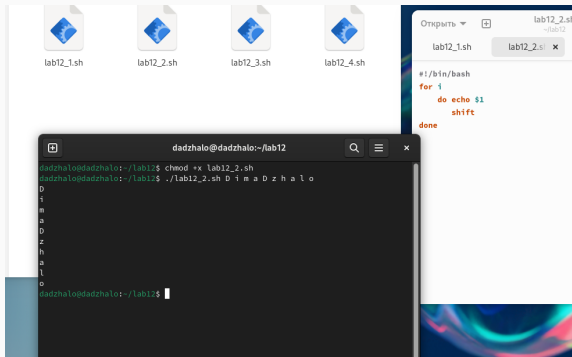 lab12_1.sh
lab12_2.sh
lab12_3.sh
lab12_4.sh
Открыть
lab12_2.sh
~/lab12
lab12_1.sh
lab12_2.s
#!/bin/bash
for i
do echo $1
shift
done
dadzhalo@dadzhalo:~/lab12
dadzhalo@dadzhalo:~/lab12$ chmod +x lab12_2.sh
dadzhalo@dadzhalo:~/lab12$ ./lab12_2.sh D i m a D z h a l o
D
i
m
a
D
z
h
a
l
o
dadzhalo@dadzhalo:~/lab12$